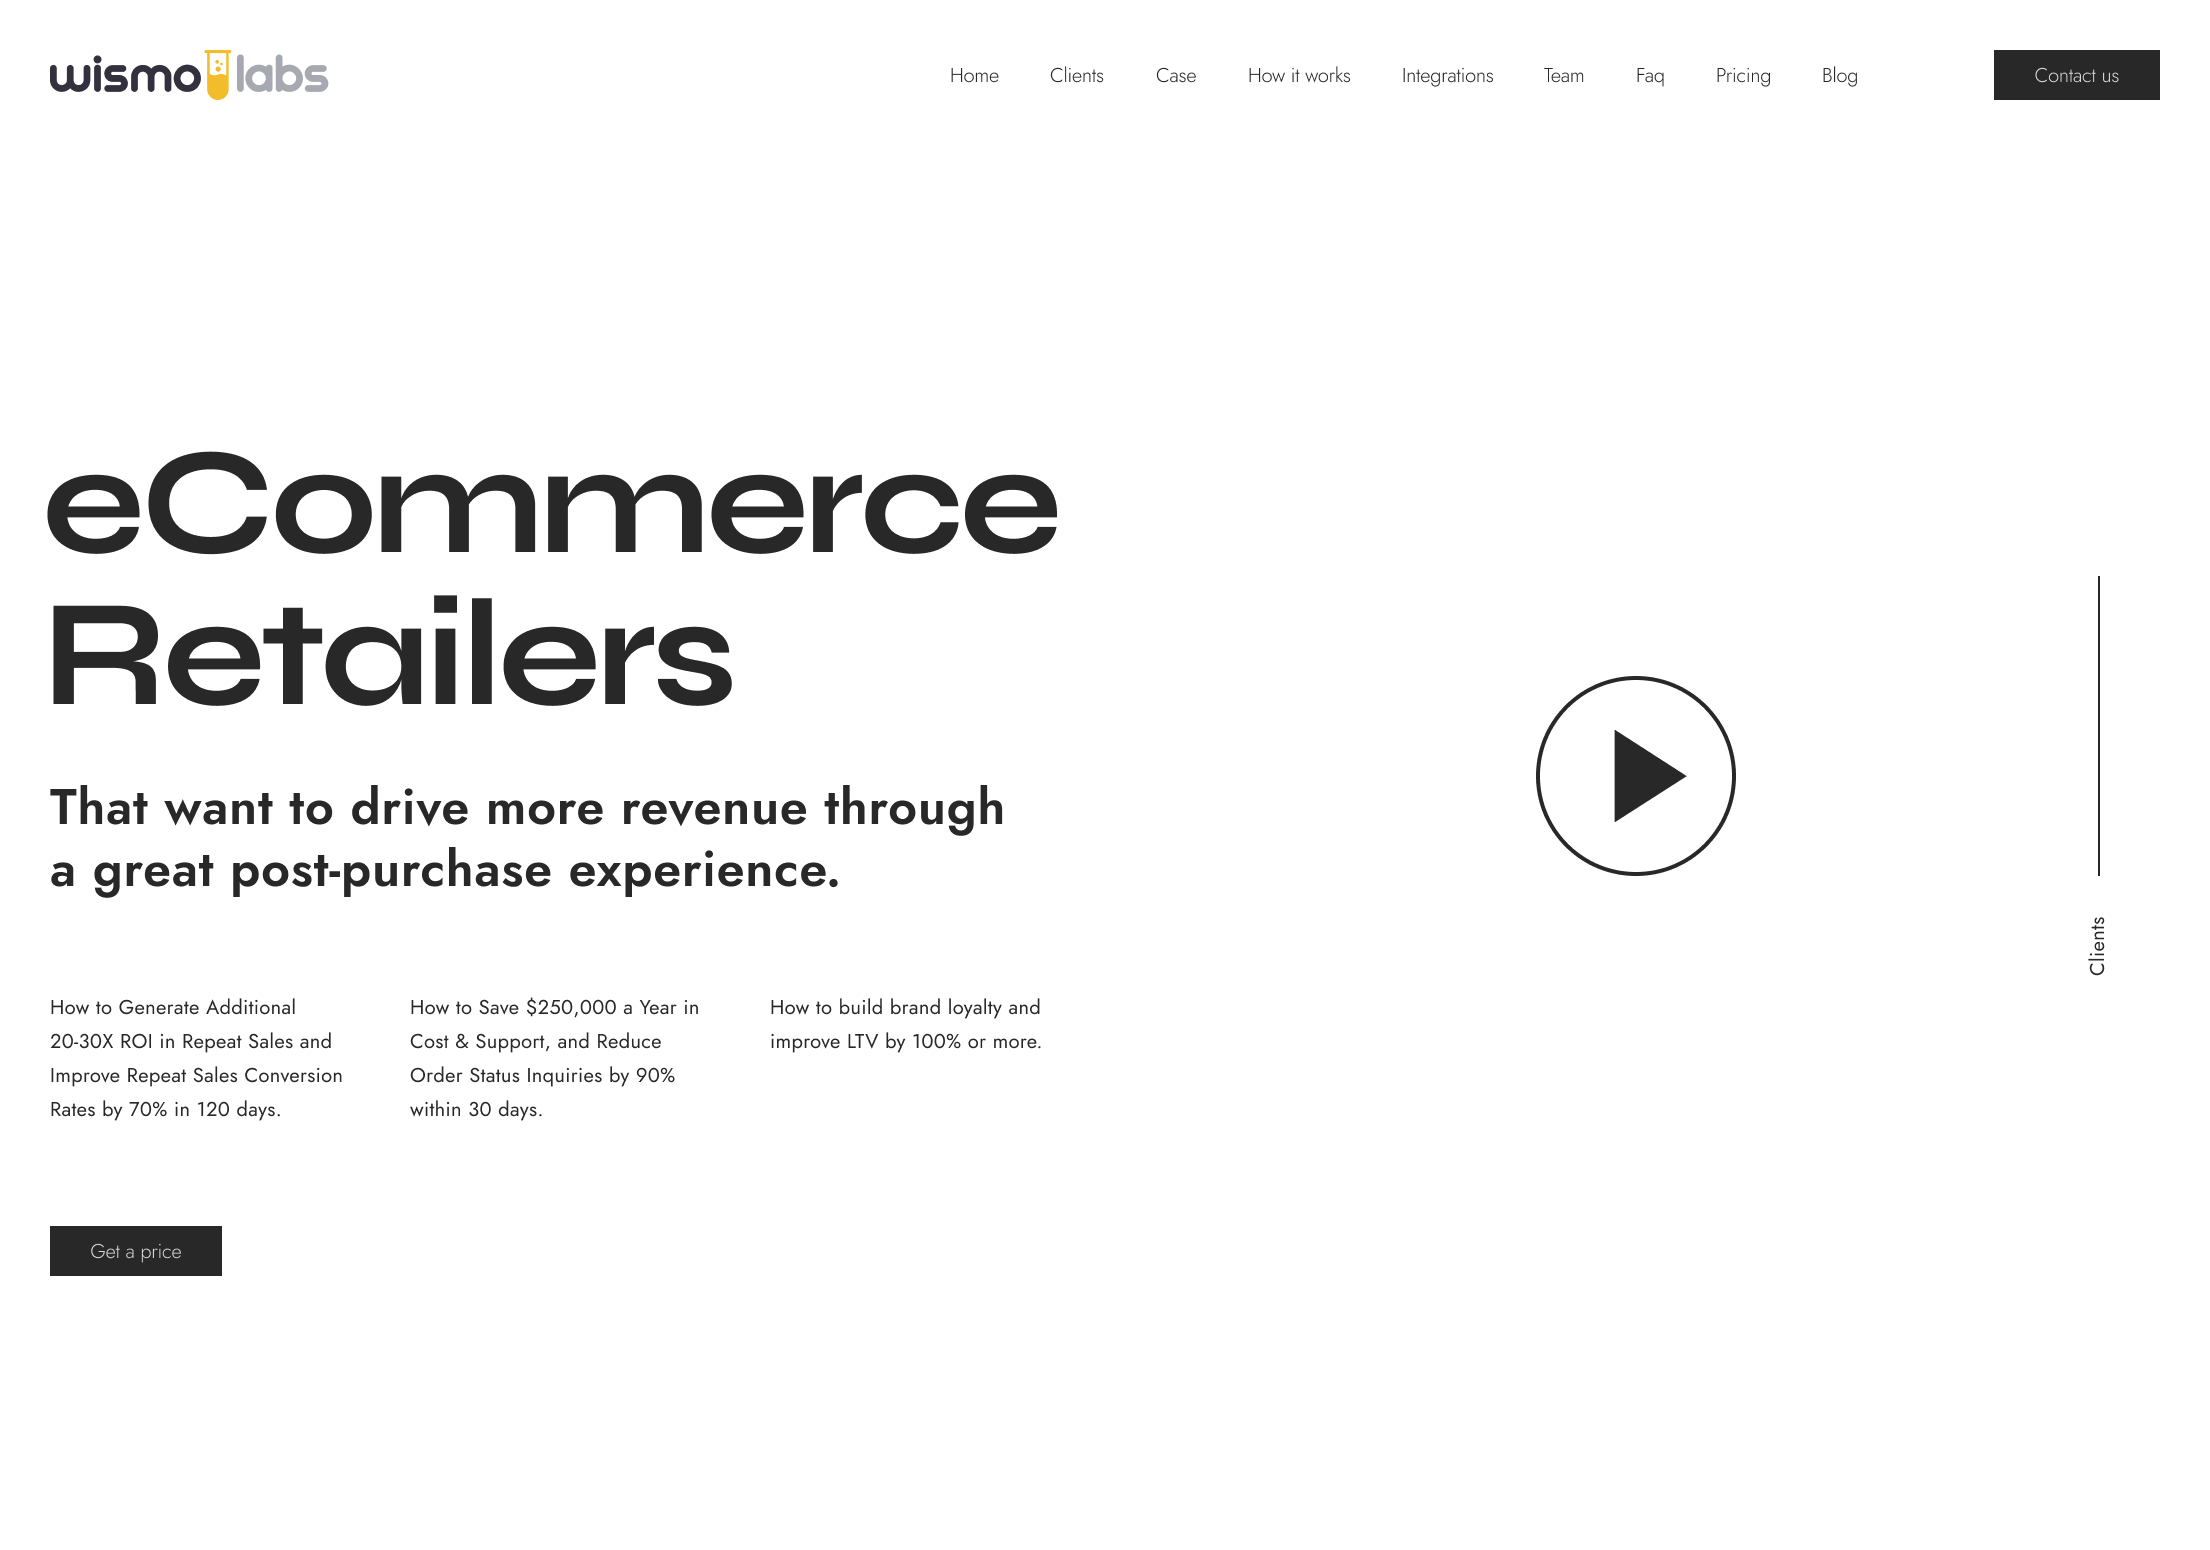 wismo labs
Home Clients Case How it works Integrations Team Faq Pricing Blog Contact us
eCommerce
Retailers
That want to drive more revenue through
a great post-purchase experience.
How to Generate Additional
20-30X ROI in Repeat Sales and
Improve Repeat Sales Conversion
Rates by 70% in 120 days.
How to Save $250,000 a Year in
Cost & Support, and Reduce
Order Status Inquiries by 90%
within 30 days.
How to build brand loyalty and
improve LTV by 100% or more.
Get a price
Clients